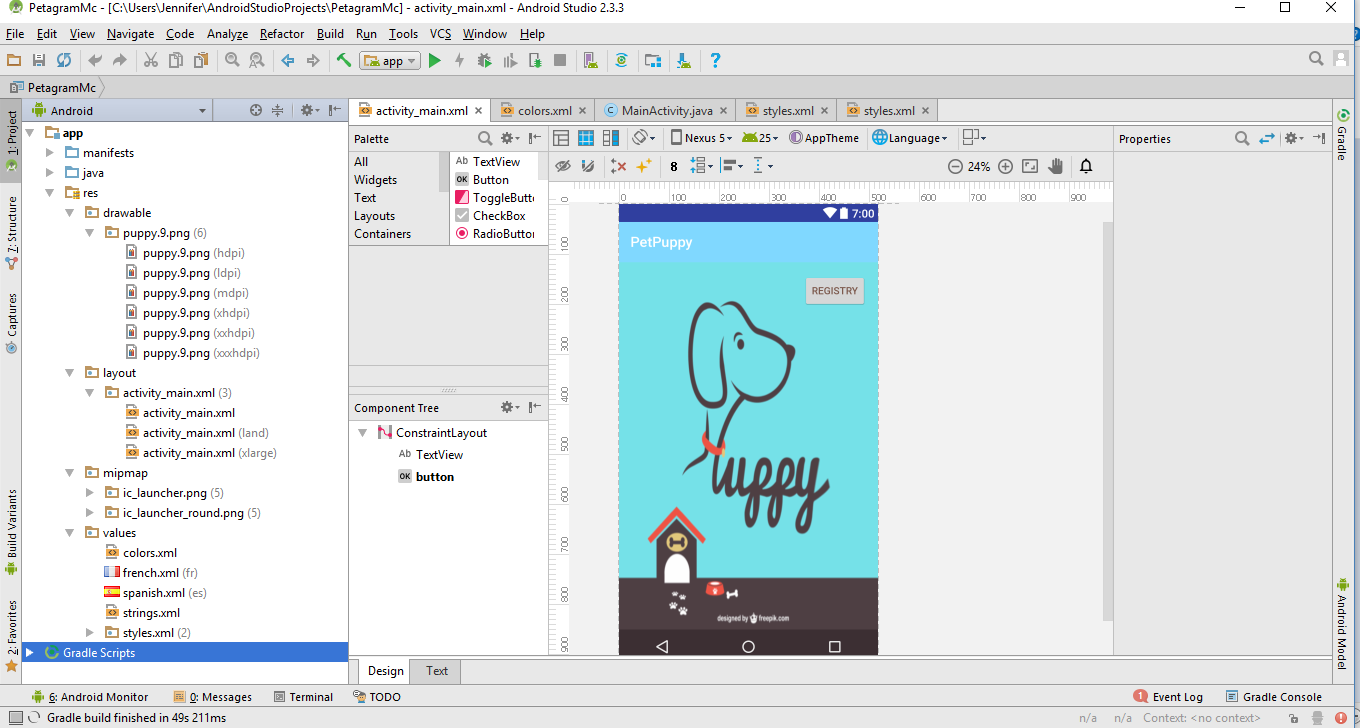 PetagramMc - [C:\Users\Jennifer\AndroidStudioProjects\PetagramMc] - activity_main.xml - Android Studio 2.3.3
File Edit View Navigate Code Analyze Refactor Build Run Tools VCS Window Help
app
PetagramMc
1: Project
7: Structure
Captures
Build Variants
2: Favorites
Android
app
manifests
java
res
drawable
puppy.9.png (6)
puppy.9.png (hdpi)
puppy.9.png (ldpi)
puppy.9.png (mdpi)
puppy.9.png (xhdpi)
puppy.9.png (xxhdpi)
puppy.9.png (xxxhdpi)
layout
activity_main.xml (3)
activity_main.xml
activity_main.xml (land)
activity_main.xml (xlarge)
mipmap
ic_launcher.png (5)
ic_launcher_round.png (5)
values
colors.xml
french.xml (fr)
spanish.xml (es)
strings.xml
styles.xml (2)
Gradle Scripts
activity_main.xml colors.xml MainActivity.java styles.xml styles.xml
Palette
All
Widgets
Text
Layouts
Containers
Ab TextView
OK Button
ToggleButt
CheckBox
RadioButtor
Component Tree
ConstraintLayout
Ab TextView
OK button
Nexus 5 25 AppTheme Language
8 24%
0 100 200 300 400 500 600 700 800 900
0
100
200
300
400
500
600
700
800
900
7:00
PetPuppy
REGISTRY
Puppy
designed by freepik.com
Design Text
Properties
Gradle
Android Model
6: Android Monitor 0: Messages Terminal TODO 1 Event Log Gradle Console
Gradle build finished in 49s 211ms n/a n/a Context: <no context>